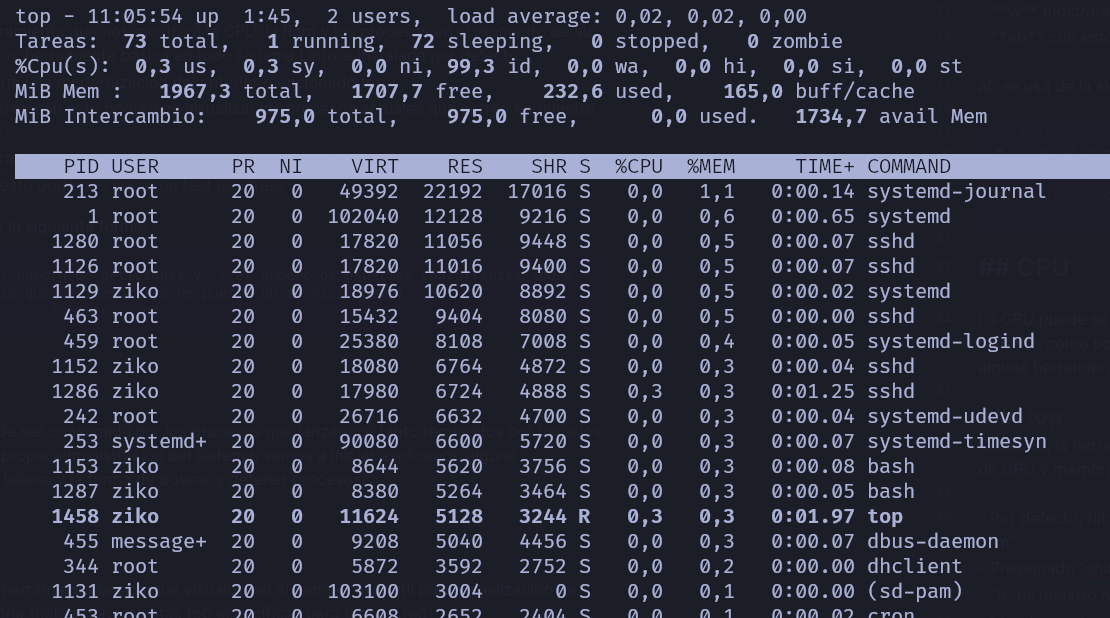 top - 11:05:54 up  1:45,  2 users,  load average: 0,02, 0,02, 0,00
Tareas:  73 total,   1 running,  72 sleeping,   0 stopped,   0 zombie
%Cpu(s):  0,3 us,  0,3 sy,  0,0 ni, 99,3 id,  0,0 wa,  0,0 hi,  0,0 si,  0,0 st
MiB Mem :   1967,3 total,   1707,7 free,    232,6 used,    165,0 buff/cache
MiB Intercambio:    975,0 total,    975,0 free,      0,0 used.   1734,7 avail Mem
PID USER      PR  NI    VIRT    RES    SHR S  %CPU  %MEM     TIME+ COMMAND
213 root      20   0   49392  22192  17016 S   0,0   1,1   0:00.14 systemd-journal
1 root      20   0  102040  12128   9216 S   0,0   0,6   0:00.65 systemd
1280 root      20   0   17820  11056   9448 S   0,0   0,5   0:00.07 sshd
1126 root      20   0   17820  11016   9400 S   0,0   0,5   0:00.07 sshd
1129 ziko      20   0   18976  10620   8892 S   0,0   0,5   0:00.02 systemd
463 root      20   0   15432   9404   8080 S   0,0   0,5   0:00.00 sshd
459 root      20   0   25380   8108   7008 S   0,0   0,4   0:00.05 systemd-logind
1152 ziko      20   0   18080   6764   4872 S   0,0   0,3   0:00.04 sshd
1286 ziko      20   0   17980   6724   4888 S   0,3   0,3   0:01.25 sshd
242 root      20   0   26716   6632   4700 S   0,0   0,3   0:00.04 systemd-udevd
253 systemd+  20   0   90080   6600   5720 S   0,0   0,3   0:00.07 systemd-timesyn
1153 ziko      20   0    8644   5620   3756 S   0,0   0,3   0:00.08 bash
1287 ziko      20   0    8380   5264   3464 S   0,0   0,3   0:00.05 bash
1458 ziko      20   0   11624   5128   3244 R   0,3   0,3   0:01.97 top
455 message+  20   0    9208   5040   4456 S   0,0   0,3   0:00.07 dbus-daemon
344 root      20   0    5872   3592   2752 S   0,0   0,2   0:00.00 dhclient
1131 ziko      20   0  103100   3004      0 S   0,0   0,1   0:00.00 (sd-pam)
453 root      20   0    6608   2652   2404 S   0,0   0,1   0:00.02 cron
## CPU